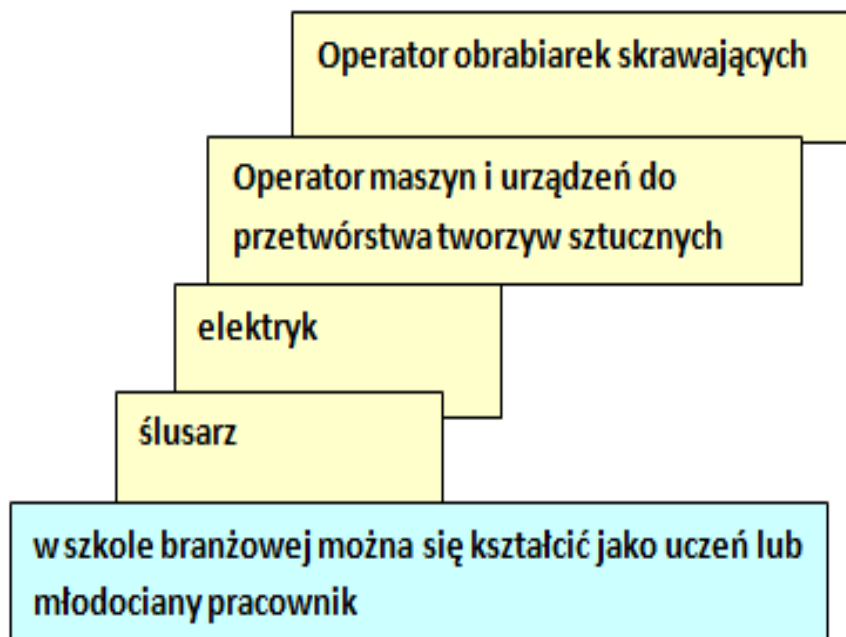 Operator obrabiarek skrawających
Operator maszyn i urządzeń do
przetwórstwa tworzyw sztucznych
elektryk
ślusarz
w szkole branżowej można się kształcić jako uczeń lub
młodociany pracownik